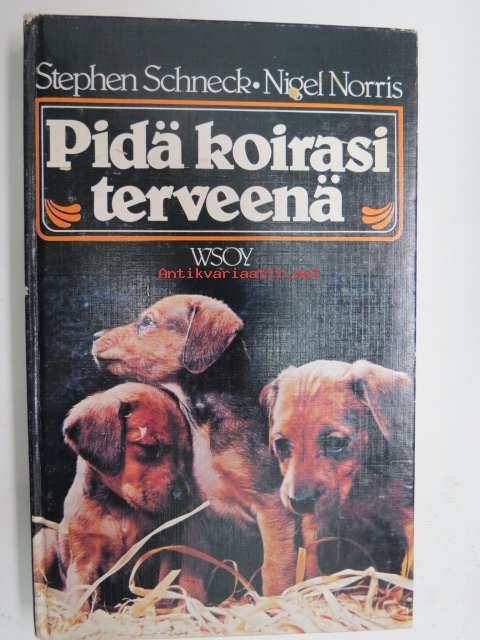 Stephen Schneck • Nigel Norris
Pidä koirasi
terveenä
WSOY
Antikvariaatti.net